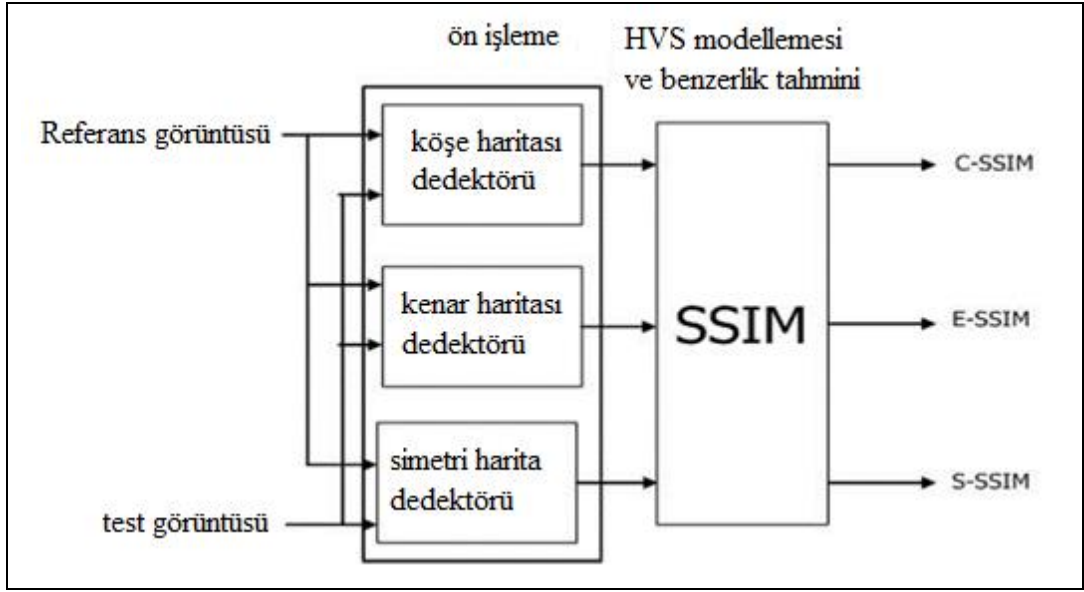 ön işleme
HVS modellemesi
ve benzerlik tahmini
Referans görüntüsü
köşe haritası
dedektörü
C-SSIM
kenar haritası
dedektörü
SSIM
E-SSIM
simetri harita
dedektörü
S-SSIM
test görüntüsü